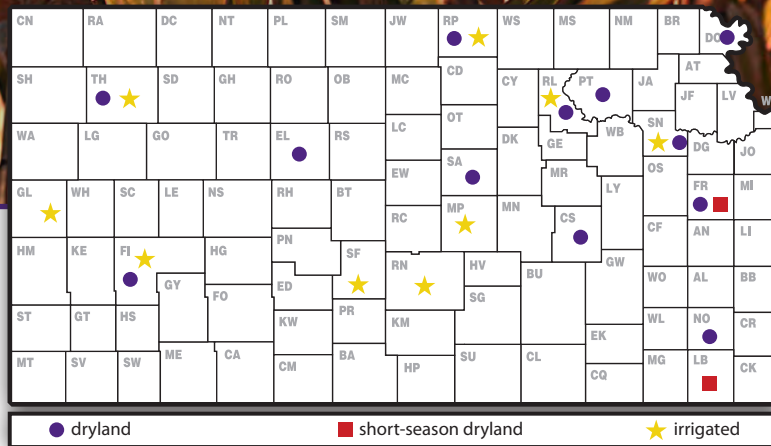 CN RA DC NT PL SM JW RP WS MS NM BR DO
SH TH SD GH RO OB MC CD CY RL PT JA AT JF LV
WA LG GO TR EL RS LC OT DK GE WB SN DG JO
GL WH SC LE NS RH BT EW SA MR LY OS FR MI
RC MP MN CS
HM KE FI HG PN SF RN HV BU GW CF AN LI
GY FO ED SG WO AL BB
ST GT HS KW PR KM EK WL NO CR
MT SV SW ME CA CM BA HP SU CL CQ MG LB CK
dryland short-season dryland irrigated